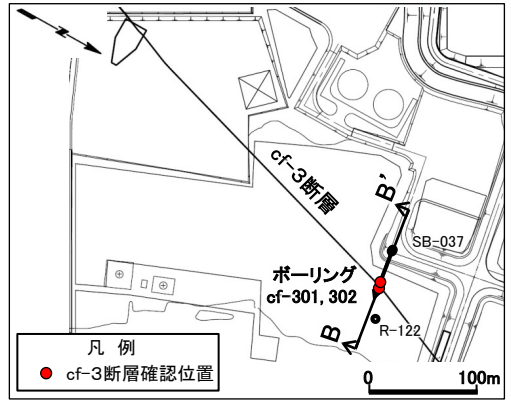 cf-3断層
B’
SB-037
ボーリング
cf-301, 302
R-122
B
凡 例
cf-3断層確認位置
0 100m